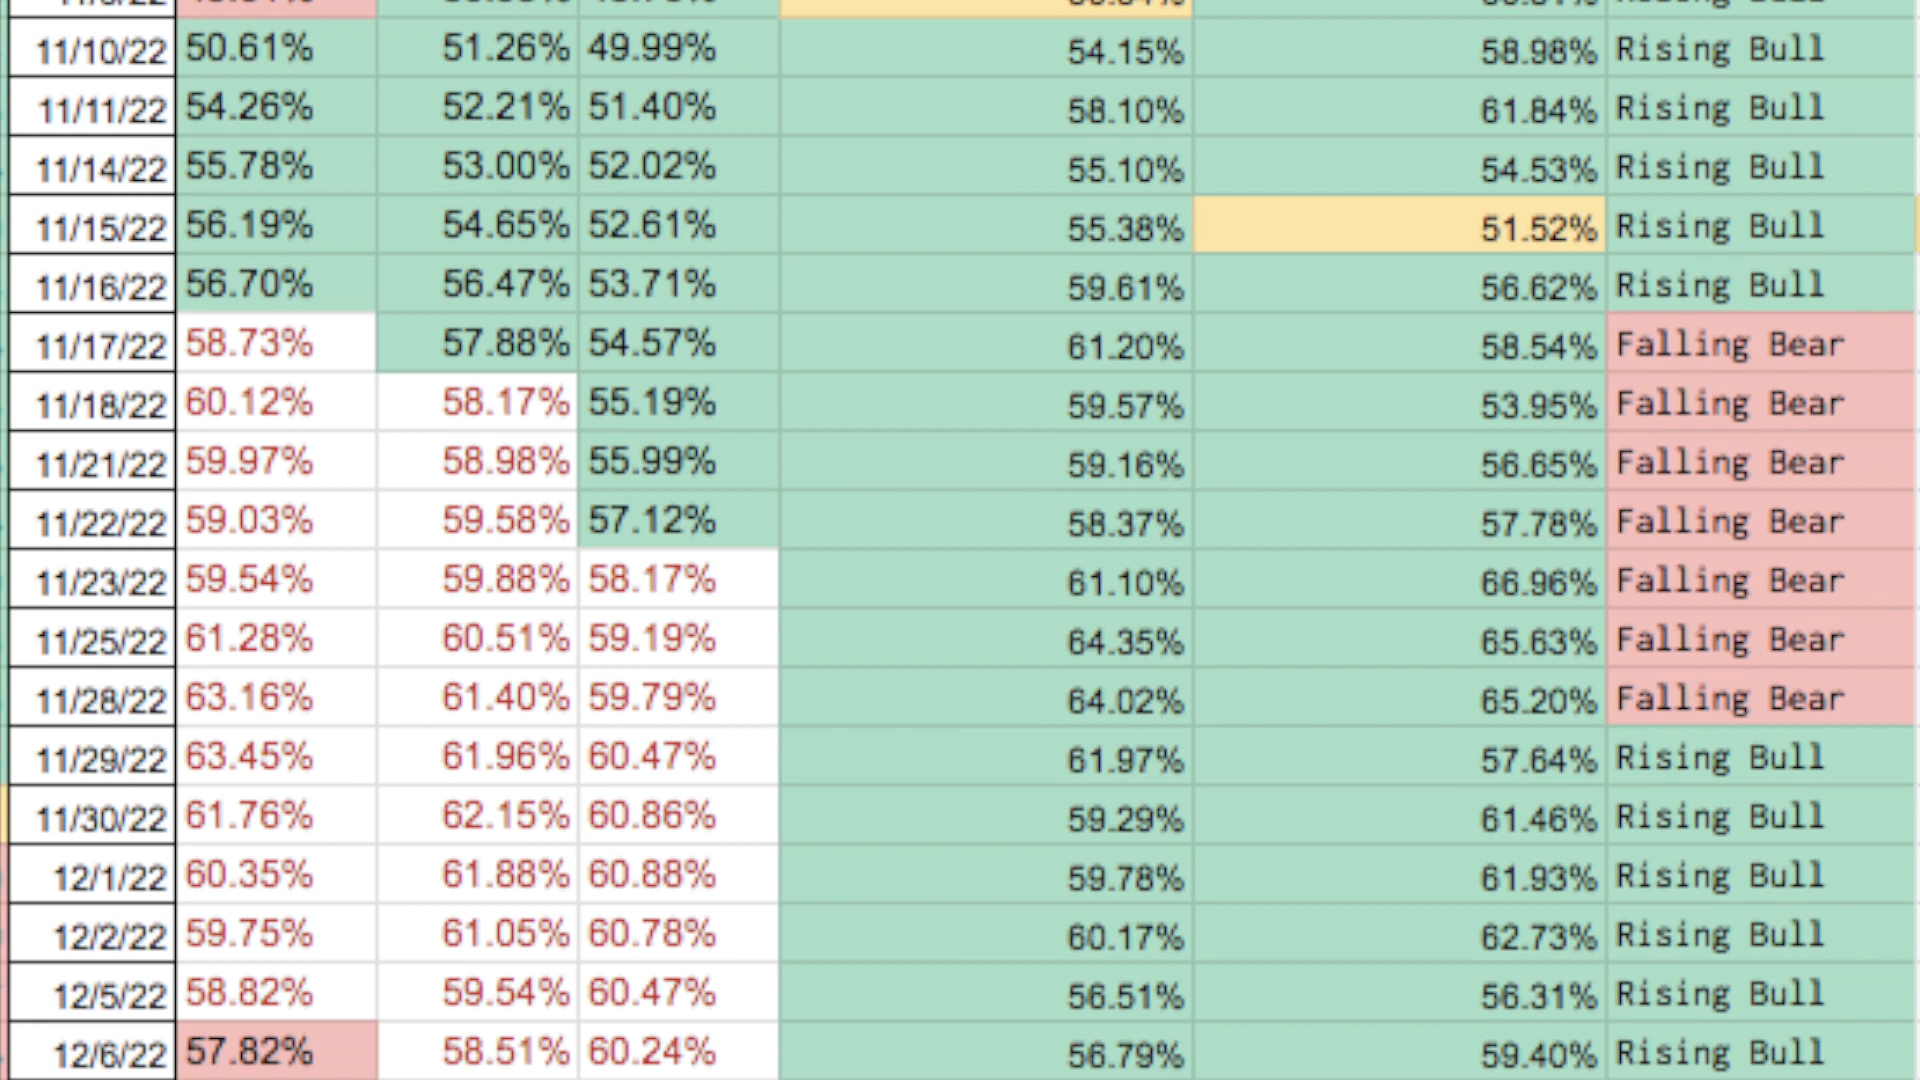 11/10/22 50.61% 51.26% 49.99% 54.15% 58.98% Rising Bull
11/11/22 54.26% 52.21% 51.40% 58.10% 61.84% Rising Bull
11/14/22 55.78% 53.00% 52.02% 55.10% 54.53% Rising Bull
11/15/22 56.19% 54.65% 52.61% 55.38% 51.52% Rising Bull
11/16/22 56.70% 56.47% 53.71% 59.61% 56.62% Rising Bull
11/17/22 58.73% 57.88% 54.57% 61.20% 58.54% Falling Bear
11/18/22 60.12% 58.17% 55.19% 59.57% 53.95% Falling Bear
11/21/22 59.97% 58.98% 55.99% 59.16% 56.65% Falling Bear
11/22/22 59.03% 59.58% 57.12% 58.37% 57.78% Falling Bear
11/23/22 59.54% 59.88% 58.17% 61.10% 66.96% Falling Bear
11/25/22 61.28% 60.51% 59.19% 64.35% 65.63% Falling Bear
11/28/22 63.16% 61.40% 59.79% 64.02% 65.20% Falling Bear
11/29/22 63.45% 61.96% 60.47% 61.97% 57.64% Rising Bull
11/30/22 61.76% 62.15% 60.86% 59.29% 61.46% Rising Bull
12/1/22 60.35% 61.88% 60.88% 59.78% 61.93% Rising Bull
12/2/22 59.75% 61.05% 60.78% 60.17% 62.73% Rising Bull
12/5/22 58.82% 59.54% 60.47% 56.51% 56.31% Rising Bull
12/6/22 57.82% 58.51% 60.24% 56.79% 59.40% Rising Bull